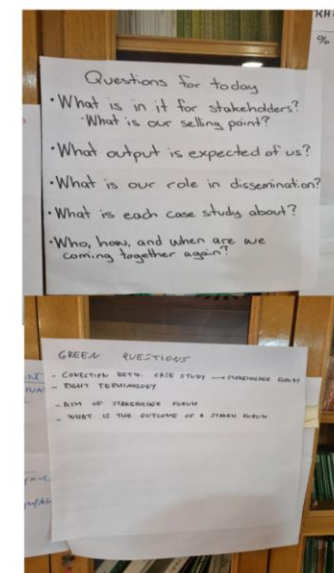 Questions for today
• What is in it for stakeholders?
• What is our selling point?
• What output is expected of us?
• What is our role in dissemination?
• What is each case study about?
• Who, how, and when are we
coming together again?
GREEN QUESTIONS
- CONECTION BETW. CASE STUDY → STAKEHOLDER FORUM
- RIGHT TERMINOLOGY
- AIM OF STAKEHOLDER FORUM
- WHAT IS THE OUTCOME OF A STAKEH FORUM